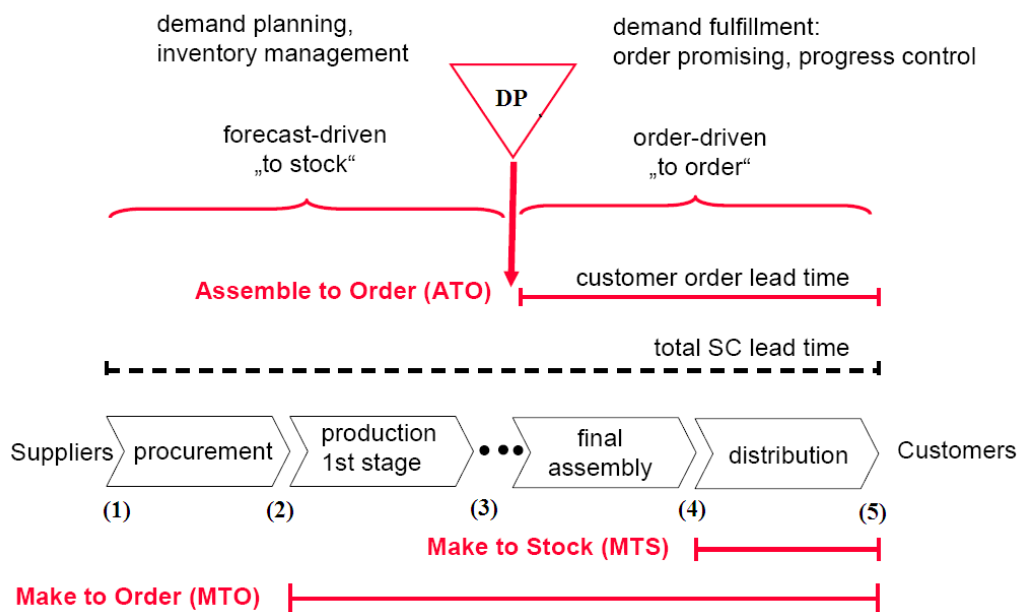 demand planning,
inventory management
demand fulfillment:
order promising, progress control
DP
forecast-driven
„to stock“
order-driven
„to order“
Assemble to Order (ATO)
customer order lead time
total SC lead time
Suppliers
procurement
production
1st stage
final
assembly
distribution
Customers
(1)
(2)
(3)
(4)
(5)
Make to Stock (MTS)
Make to Order (MTO)